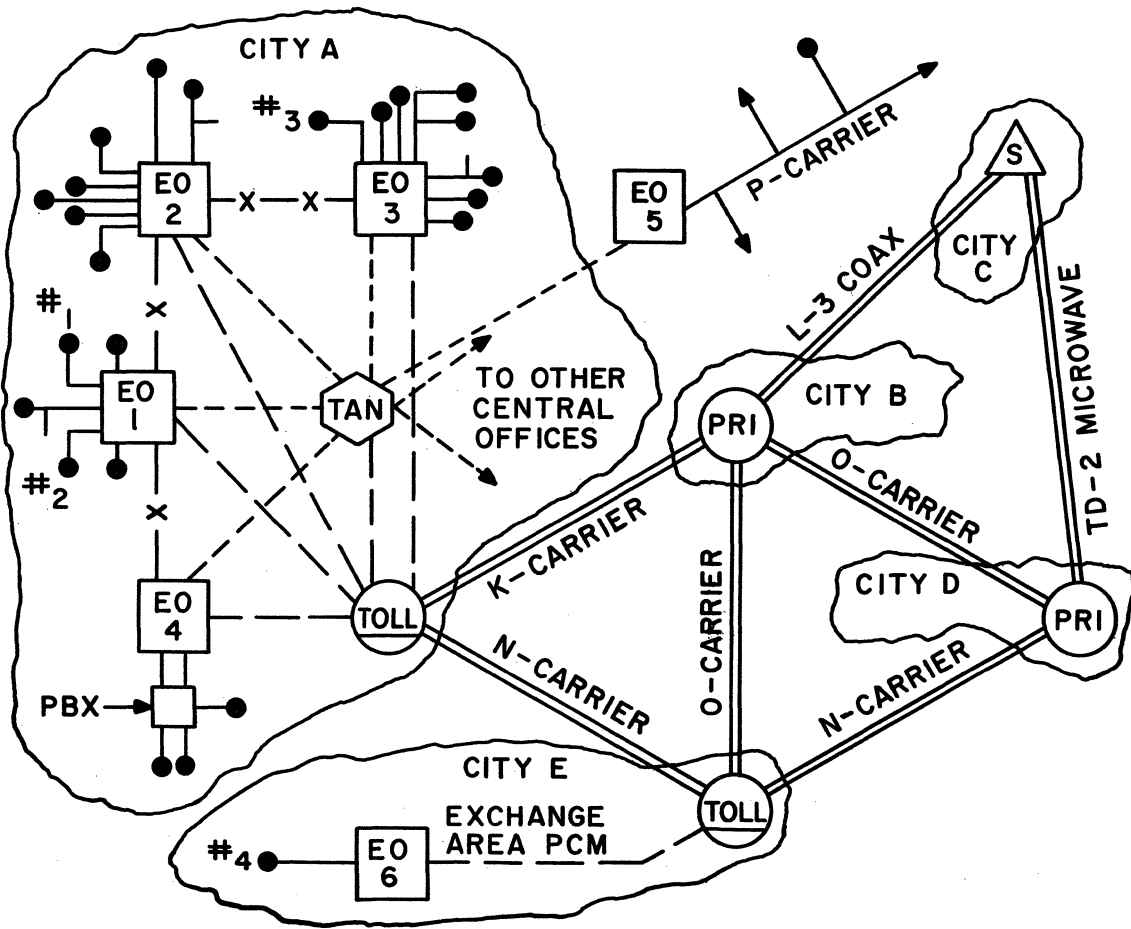 CITY A
#3
EO
2
X
X
EO
3
EO
5
P-CARRIER
S
CITY
C
L-3 COAX
TD-2 MICROWAVE
#1
X
EO
1
#2
TAN
TO OTHER
CENTRAL
OFFICES
PRI
CITY B
O-CARRIER
X
K-CARRIER
EO
4
TOLL
O-CARRIER
CITY D
PRI
N-CARRIER
N-CARRIER
PBX
CITY E
TOLL
EXCHANGE
AREA PCM
#4
EO
6